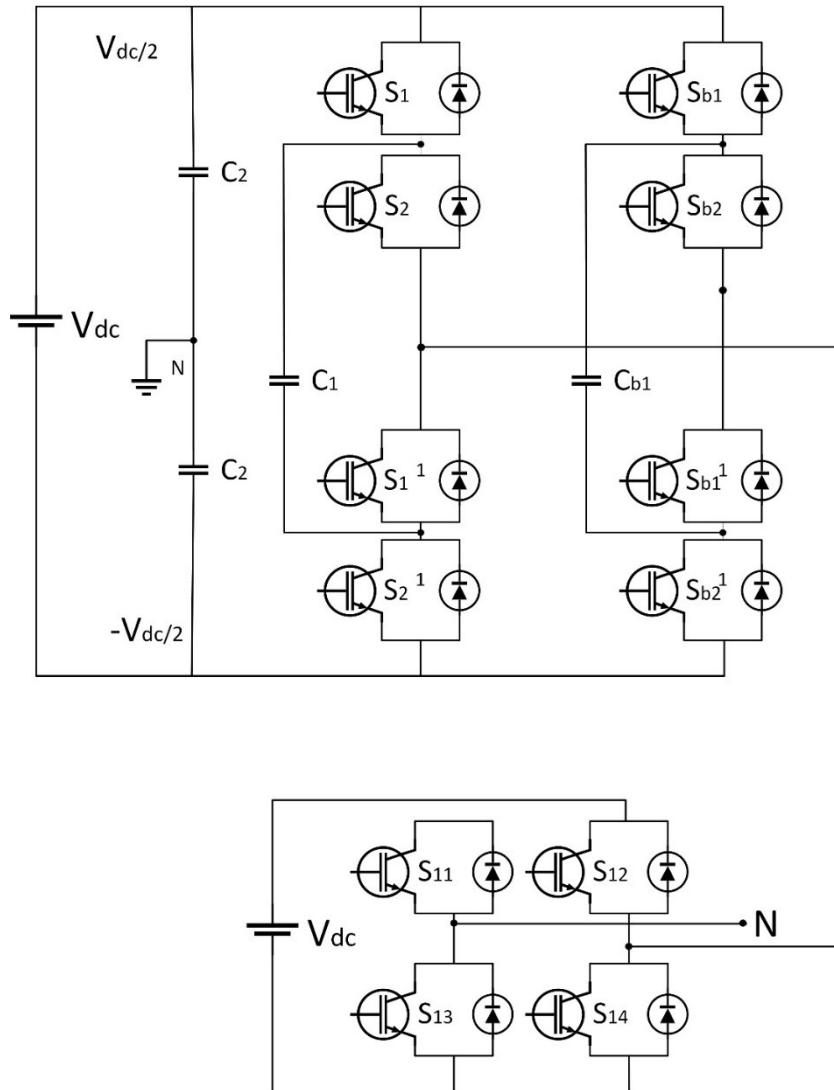 Vdc/2
S1
Sb1
C2
S2
Sb2
Vdc
N
C1
Cb1
C2
S1 1
Sb1 1
S2 1
Sb2 1
-Vdc/2
S11
S12
Vdc
N
S13
S14